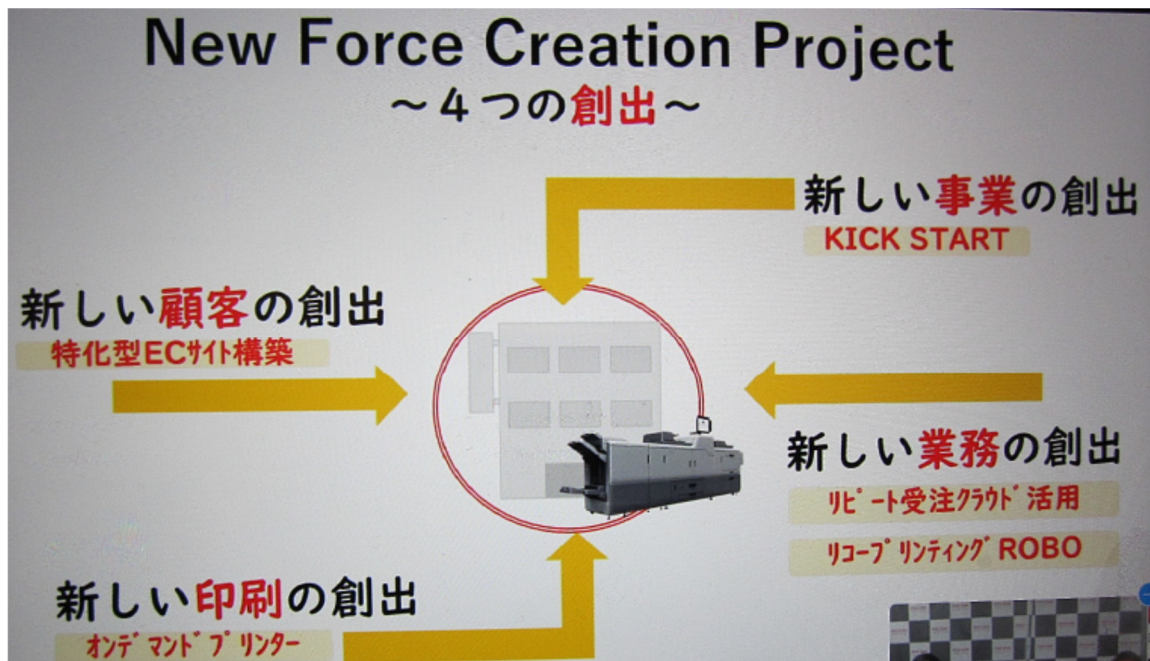 New Force Creation Project
～４つの創出～
新しい事業の創出
KICK START
新しい顧客の創出
特化型ECｻｲﾄ構築
新しい業務の創出
ﾘﾋﾟｰﾄ受注ｸﾗｳﾄﾞ活用
ﾘｺｰﾌﾟﾘﾝﾃｨﾝｸﾞROBO
新しい印刷の創出
ｵﾝﾃﾞﾏﾝﾄﾞﾌﾟﾘﾝﾀｰ